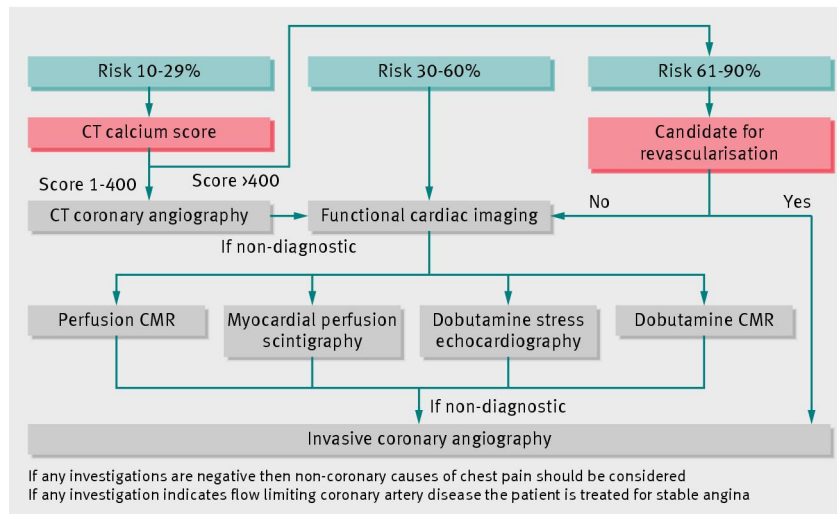 Risk 10-29%
Risk 30-60%
Risk 61-90%
CT calcium score
Candidate for
revascularisation
Score 1-400
Score >400
No
Yes
CT coronary angiography
Functional cardiac imaging
If non-diagnostic
Perfusion CMR
Myocardial perfusion
scintigraphy
Dobutamine stress
echocardiography
Dobutamine CMR
If non-diagnostic
Invasive coronary angiography
If any investigations are negative then non-coronary causes of chest pain should be considered
If any investigation indicates flow limiting coronary artery disease the patient is treated for stable angina